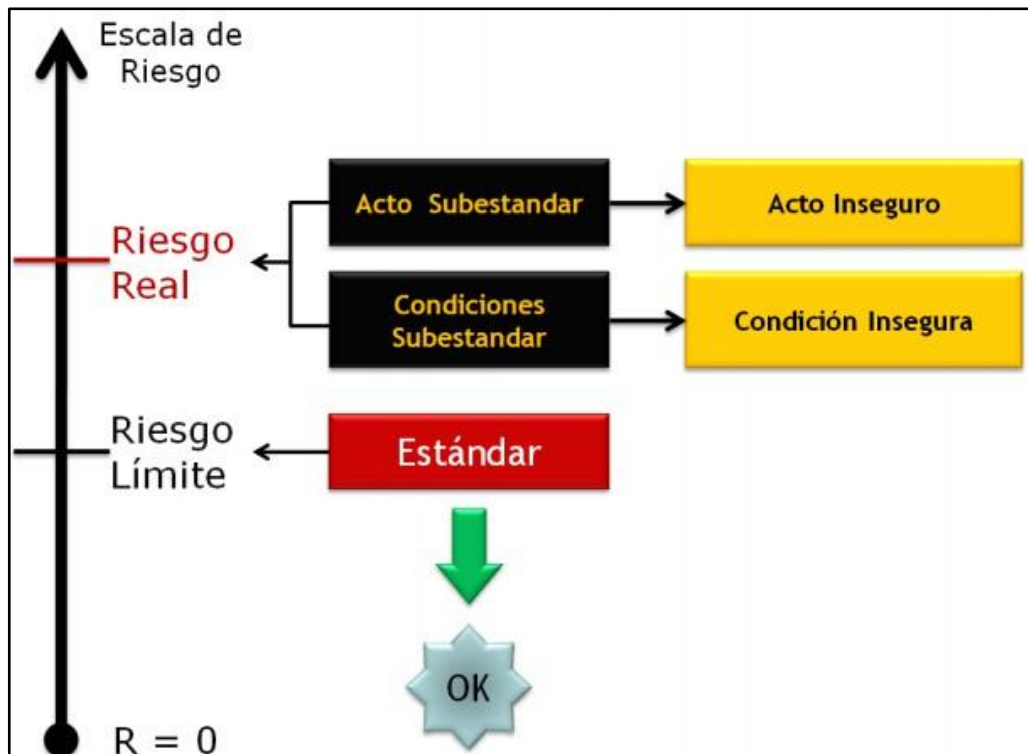 Escala de
Riesgo
Acto Subestandar
Acto Inseguro
Riesgo
Real
Condiciones
Subestandar
Condición Insegura
Riesgo
Límite
Estándar
OK
R = 0